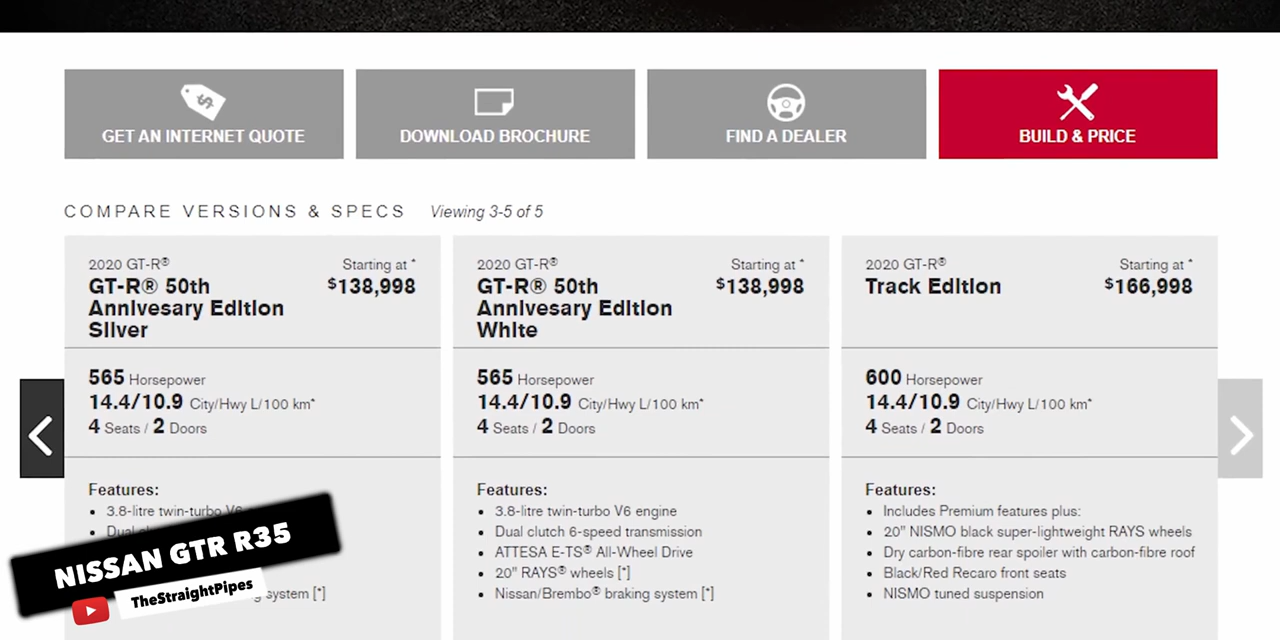 GET AN INTERNET QUOTE
DOWNLOAD BROCHURE
FIND A DEALER
BUILD & PRICE
COMPARE VERSIONS & SPECS Viewing 3-5 of 5
2020 GT-R® Starting at *
GT-R® 50th $138,998
Annivesary Edition
Silver
565 Horsepower
14.4/10.9 City/Hwy L/100 km*
4 Seats / 2 Doors
Features:
• 3.8-litre twin-turbo V6
• Dual
system [*]
2020 GT-R® Starting at *
GT-R® 50th $138,998
Annivesary Edition
White
565 Horsepower
14.4/10.9 City/Hwy L/100 km*
4 Seats / 2 Doors
Features:
• 3.8-litre twin-turbo V6 engine
• Dual clutch 6-speed transmission
• ATTESA E-TS® All-Wheel Drive
• 20" RAYS® wheels [*]
• Nissan/Brembo® braking system [*]
2020 GT-R® Starting at *
Track Edition $166,998
600 Horsepower
14.4/10.9 City/Hwy L/100 km*
4 Seats / 2 Doors
Features:
• Includes Premium features plus:
• 20" NISMO black super-lightweight RAYS wheels
• Dry carbon-fibre rear spoiler with carbon-fibre roof
• Black/Red Recaro front seats
• NISMO tuned suspension
NISSAN GTR R35
TheStraightPipes